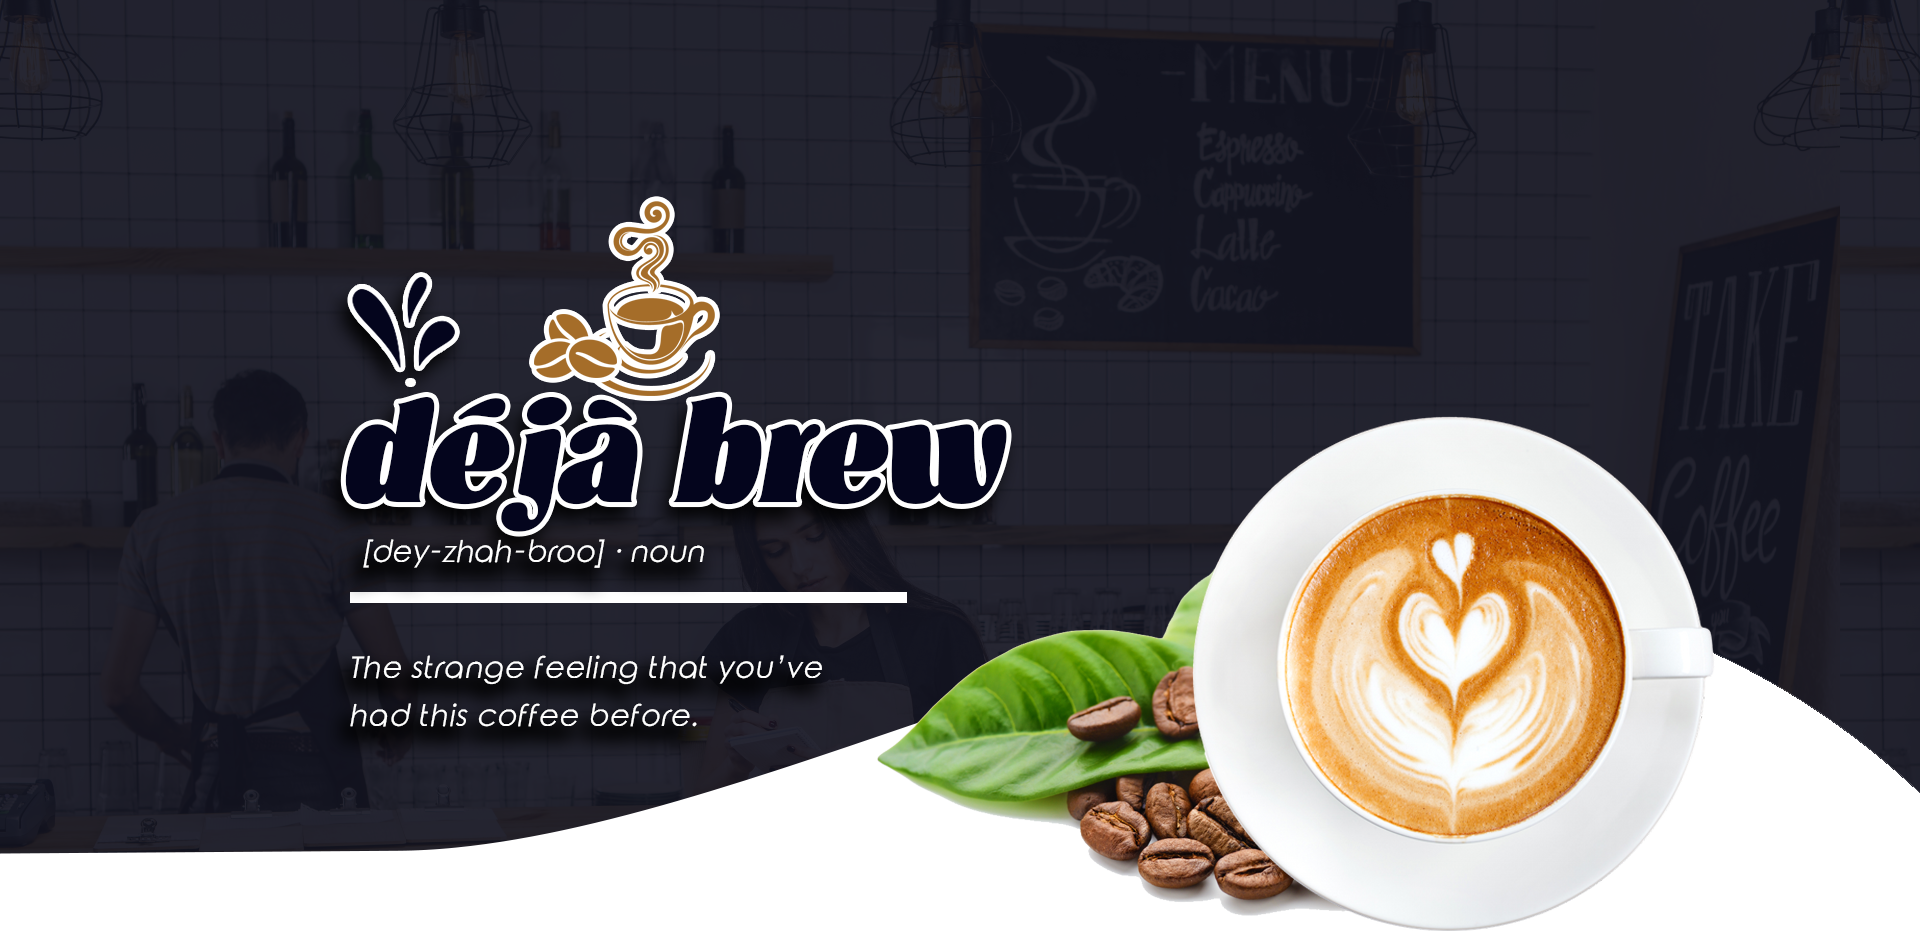 MENU
Espresso
Cappuccino
Latte
Cacao
TAKE
Coffee
déjà brew
[dey-zhah-broo] · noun
The strange feeling that you've
had this coffee before.